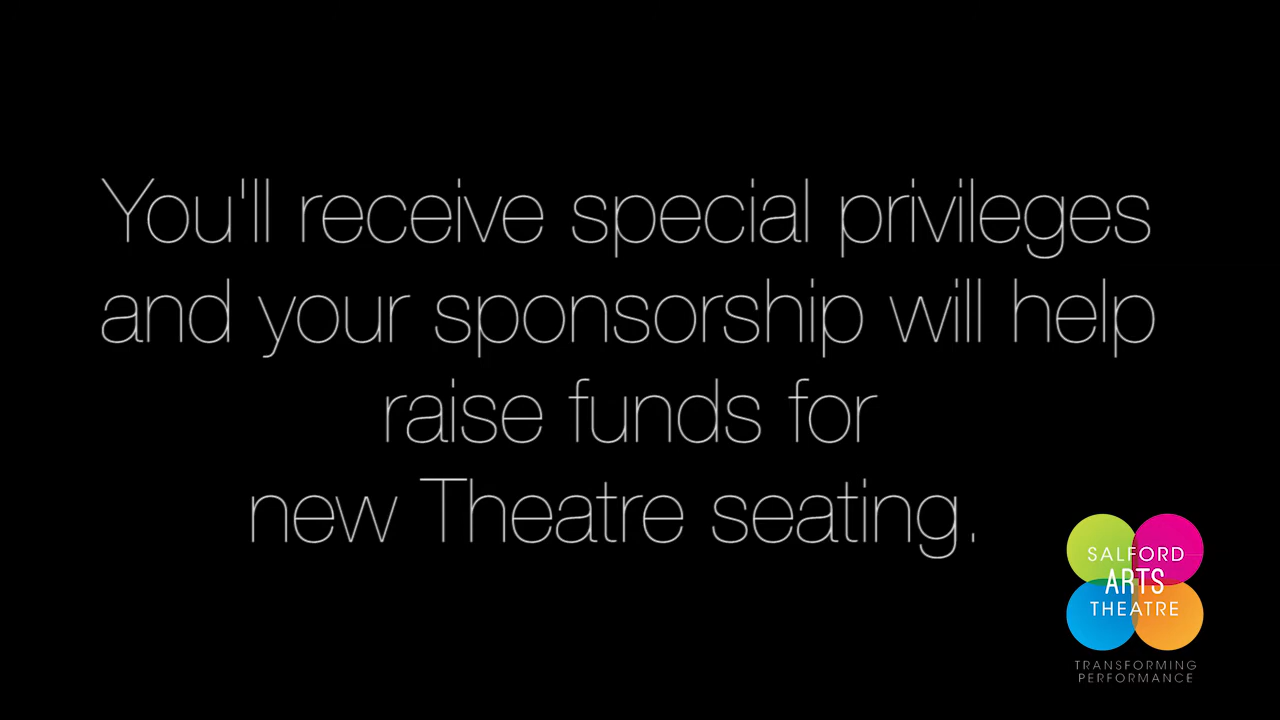 You'll receive special privileges
and your sponsorship will help
raise funds for
new Theatre seating.
SALFORD
ARTS
THEATRE
TRANSFORMING
PERFORMANCE